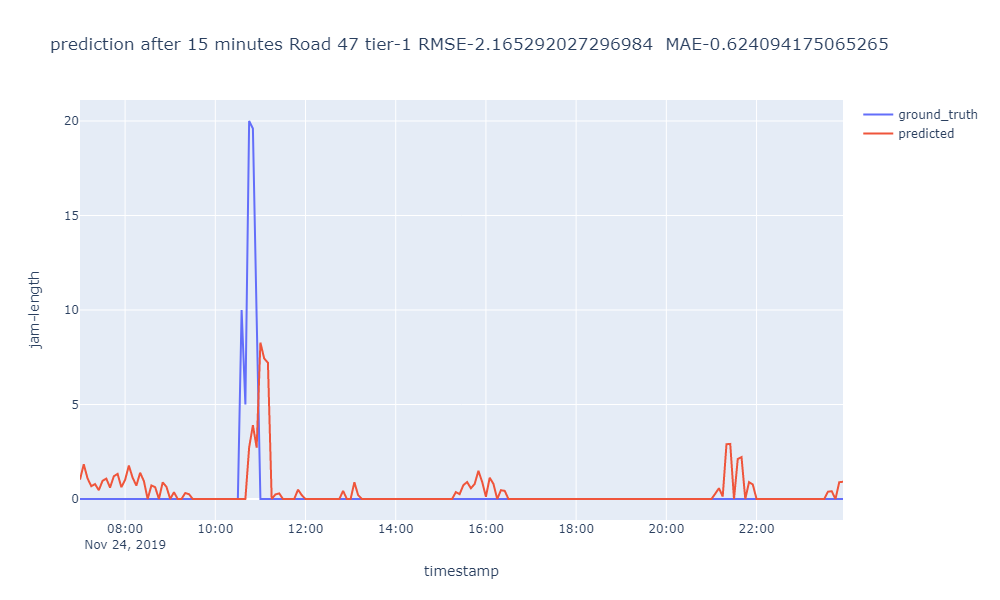 prediction after 15 minutes Road 47 tier-1 RMSE-2.165292027296984  MAE-0.624094175065265
ground_truth
predicted
20
15
10
5
0
jam-length
08:00 10:00 12:00 14:00 16:00 18:00 20:00 22:00
Nov 24, 2019
timestamp